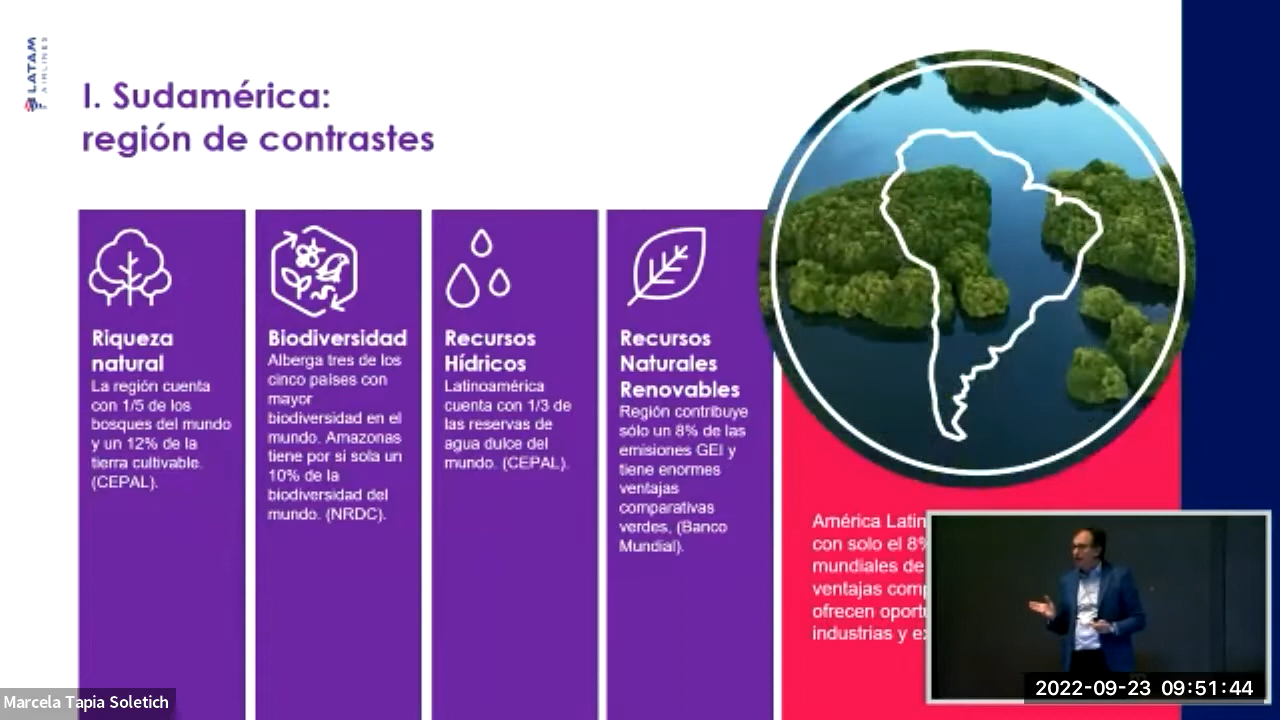 LATAM
AIRLINES
I. Sudamérica:
región de contrastes
Riqueza
natural
La región cuenta
con 1/5 de los
bosques del mundo
y un 12% de la
tierra cultivable.
(CEPAL).
Biodiversidad
Alberga tres de los
cinco países con
mayor
biodiversidad en el
mundo. Amazonas
tiene por si sola un
10% de la
biodiversidad del
mundo. (NRDC).
Recursos
Hídricos
Latinoamérica
cuenta con 1/3 de
las reservas de
agua dulce del
mundo. (CEPAL).
Recursos
Naturales
Renovables
Región contribuye
sólo un 8% de las
emisiones GEI y
tiene enormes
ventajas
comparativas
verdes, (Banco
Mundial).
América Latin
con solo el 8%
mundiales de
ventajas comp
ofrecen oport
industrias y e
Marcela Tapia Soletich
2022-09-23 09:51:44